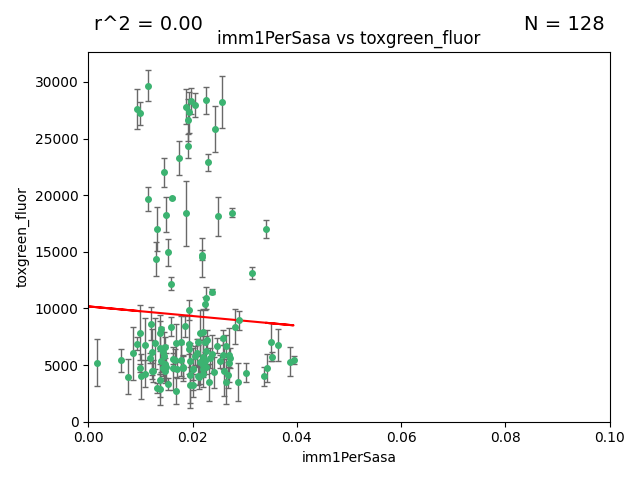 r^2 = 0.00
N = 128
imm1PerSasa vs toxgreen_fluor
30000
25000
20000
15000
10000
5000
0
toxgreen_fluor
0.00
0.02
0.04
0.06
0.08
0.10
imm1PerSasa